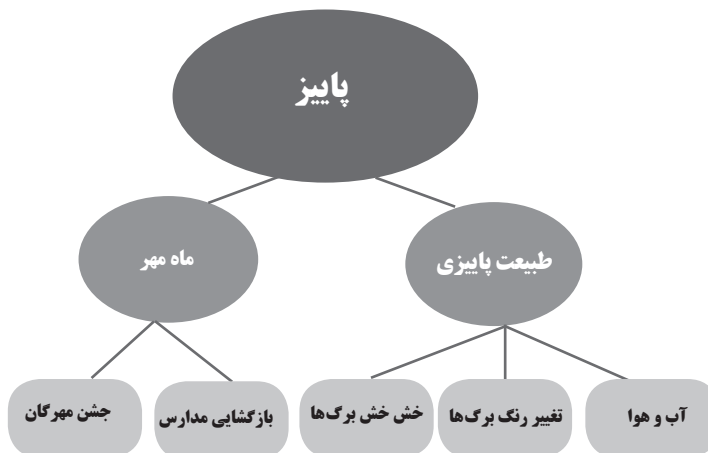 پاییز
طبیعت پاییزی
ماه مهر
آب و هوا
تغییر رنگ برگ‌ها
خش خش برگ‌ها
بازگشایی مدارس
جشن مهرگان